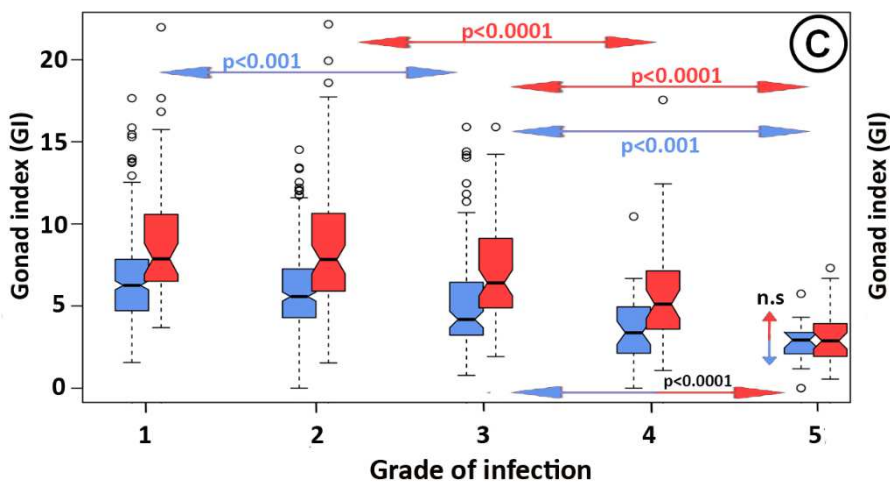 C
p<0.0001
p<0.001
p<0.0001
p<0.001
20
15
10
5
0
Gonad index (GI)
Gonad index (GI)
n.s
p<0.0001
1 2 3 4 5
Grade of infection